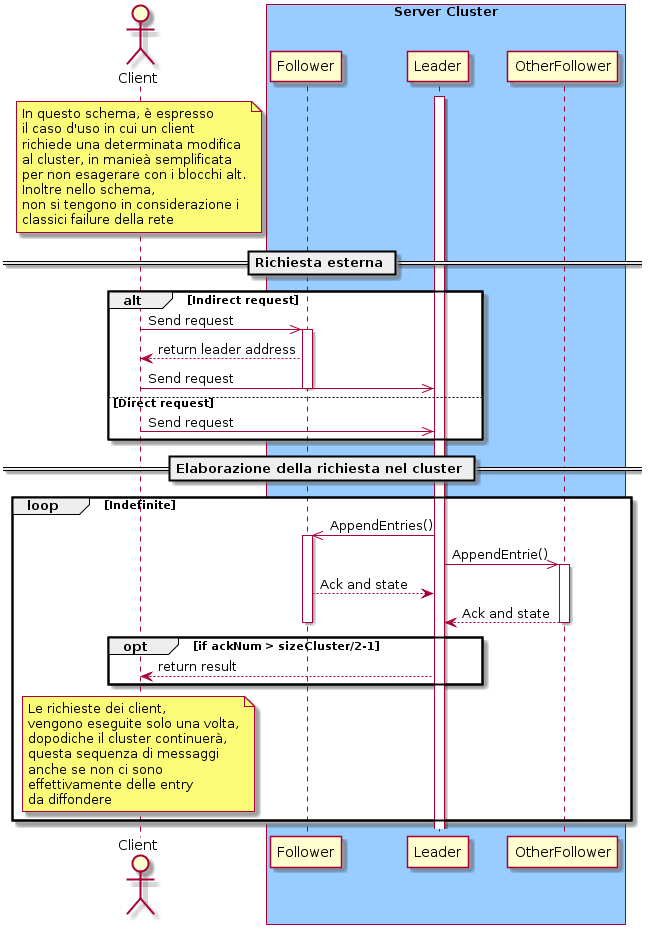 Server Cluster
Client
Follower
Leader
OtherFollower
In questo schema, è espresso
il caso d'uso in cui un client
richiede una determinata modifica
al cluster, in manieà semplificata
per non esagerare con i blocchi alt.
Inoltre nello schema,
non si tengono in considerazione i
classici failure della rete
Richiesta esterna
alt [Indirect request]
Send request
return leader address
Send request
[Direct request]
Send request
Elaborazione della richiesta nel cluster
loop [Indefinite]
AppendEntries()
AppendEntrie()
Ack and state
Ack and state
opt [if ackNum > sizeCluster/2-1]
return result
Le richieste dei client,
vengono eseguite solo una volta,
dopodiche il cluster continuerà,
questa sequenza di messaggi
anche se non ci sono
effettivamente delle entry
da diffondere
Client
Follower
Leader
OtherFollower